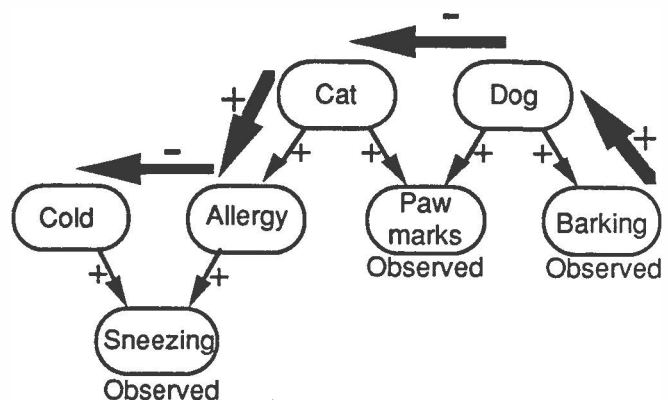 -
Cat
Dog
+
+
+
+
+
+
-
Cold
Allergy
Paw
marks
Barking
Observed
Observed
+
+
Sneezing
Observed